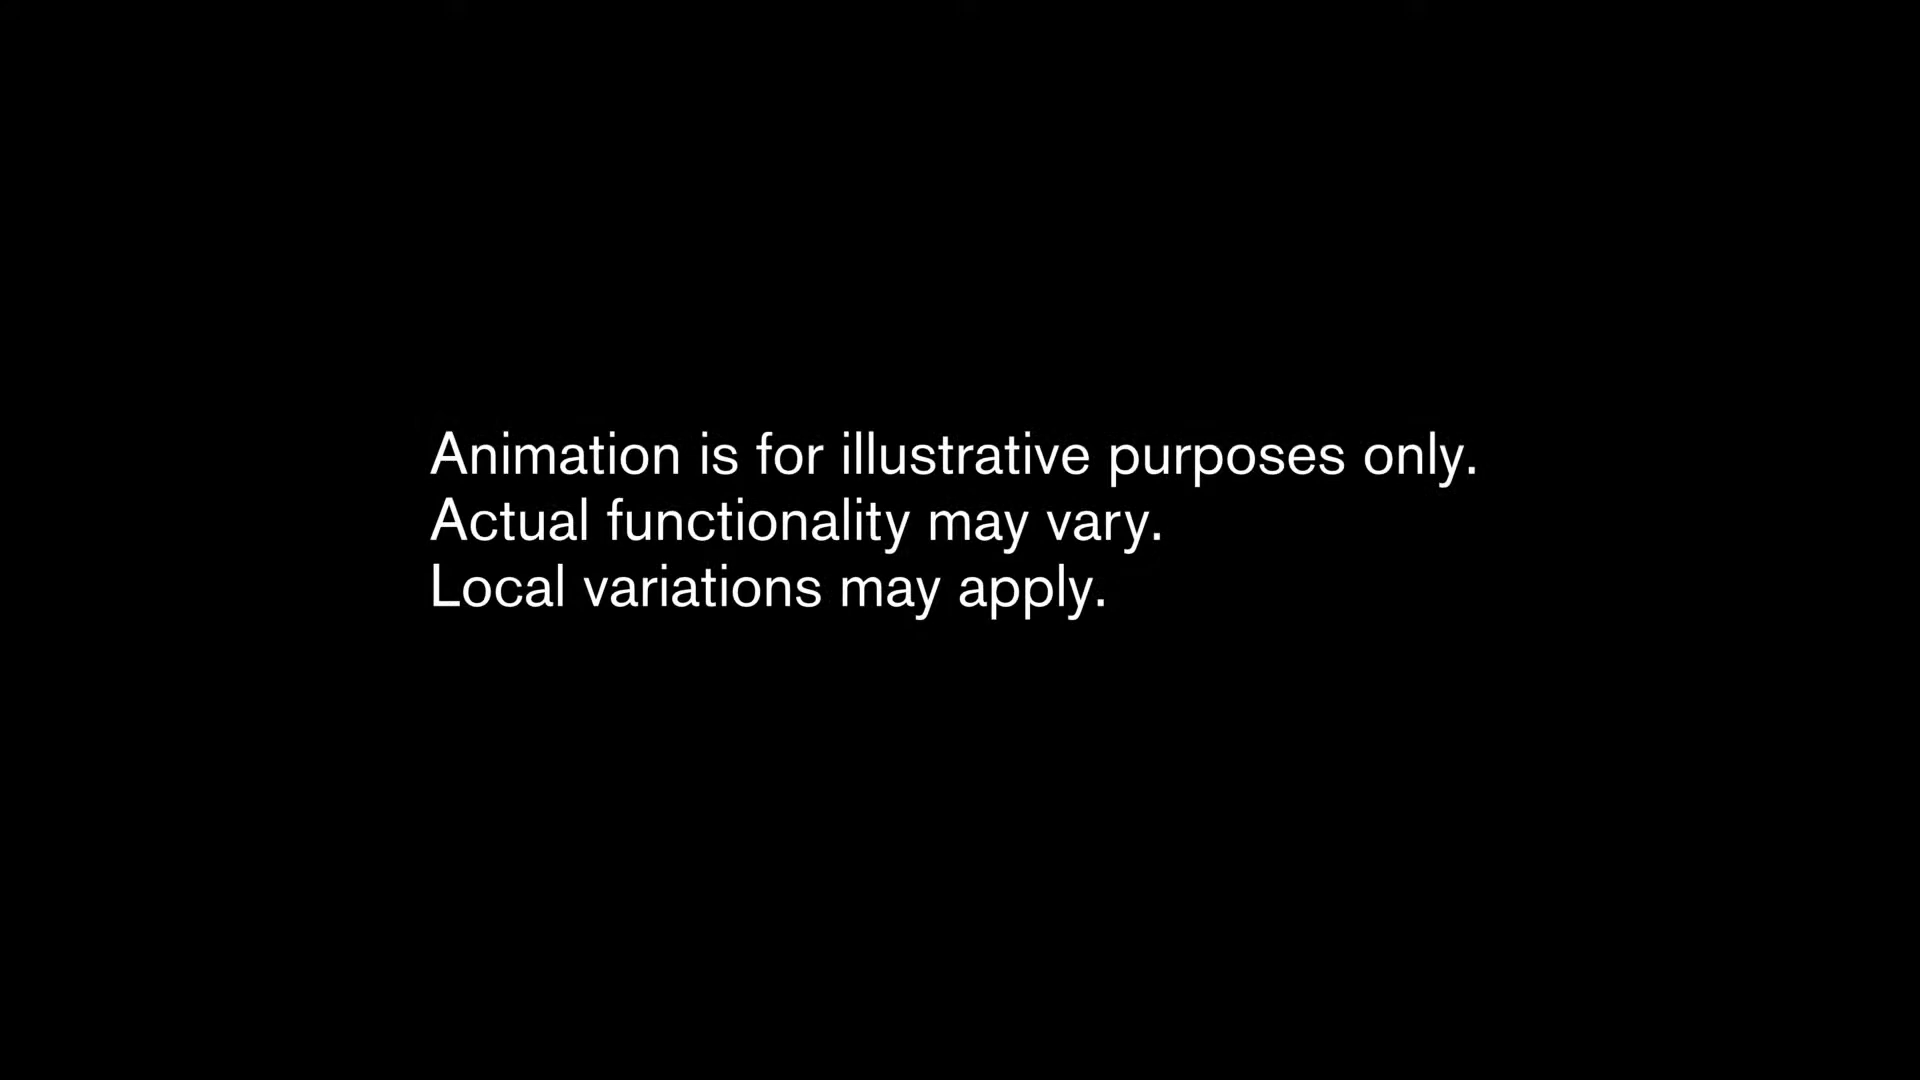 Animation is for illustrative purposes only.
Actual functionality may vary.
Local variations may apply.